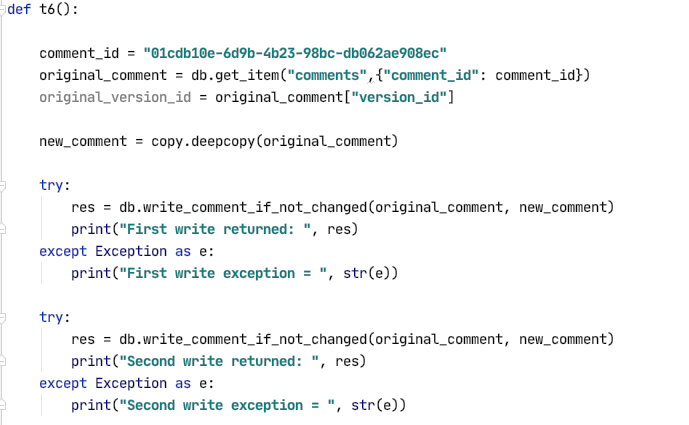 def t6():
comment_id = "01cdb10e-6d9b-4b23-98bc-db062ae908ec"
original_comment = db.get_item("comments",{"comment_id": comment_id})
original_version_id = original_comment["version_id"]
new_comment = copy.deepcopy(original_comment)
try:
res = db.write_comment_if_not_changed(original_comment, new_comment)
print("First write returned: ", res)
except Exception as e:
print("First write exception = ", str(e))
try:
res = db.write_comment_if_not_changed(original_comment, new_comment)
print("Second write returned: ", res)
except Exception as e:
print("Second write exception = ", str(e))